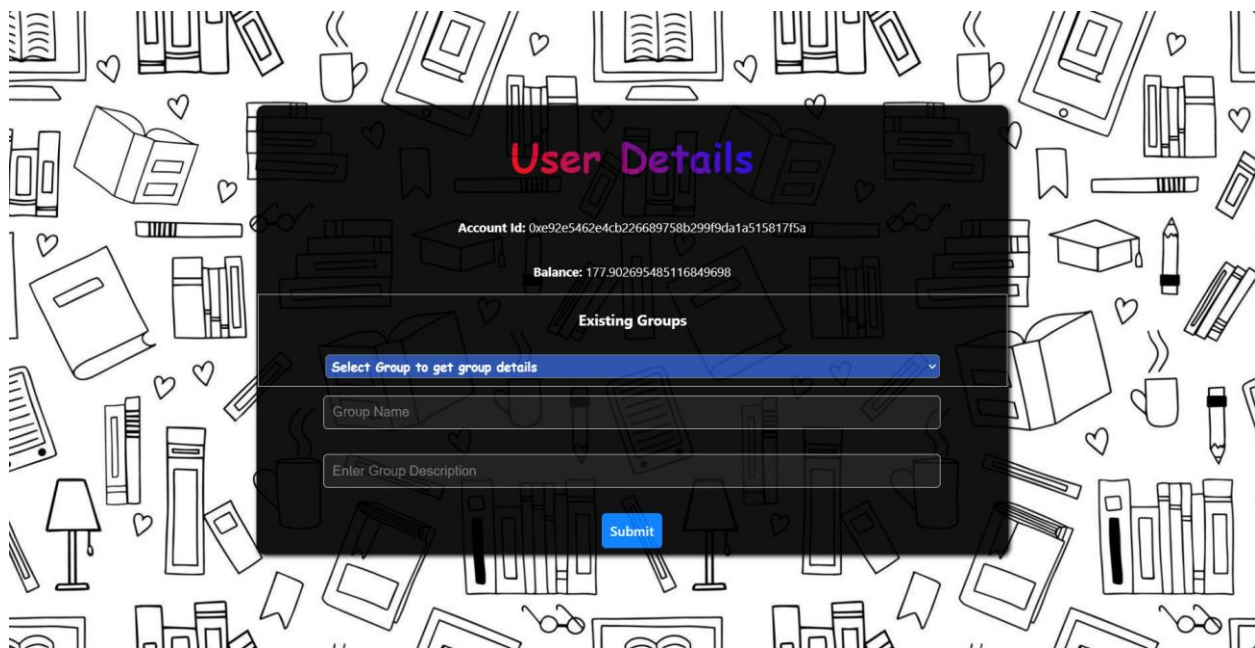 User Details
Account Id: 0xe92e5462e4cb226689758b299f9da1a515817f5a
Balance: 177.902695485116849698
Existing Groups
Select Group to get group details
Group Name
Enter Group Description
Submit